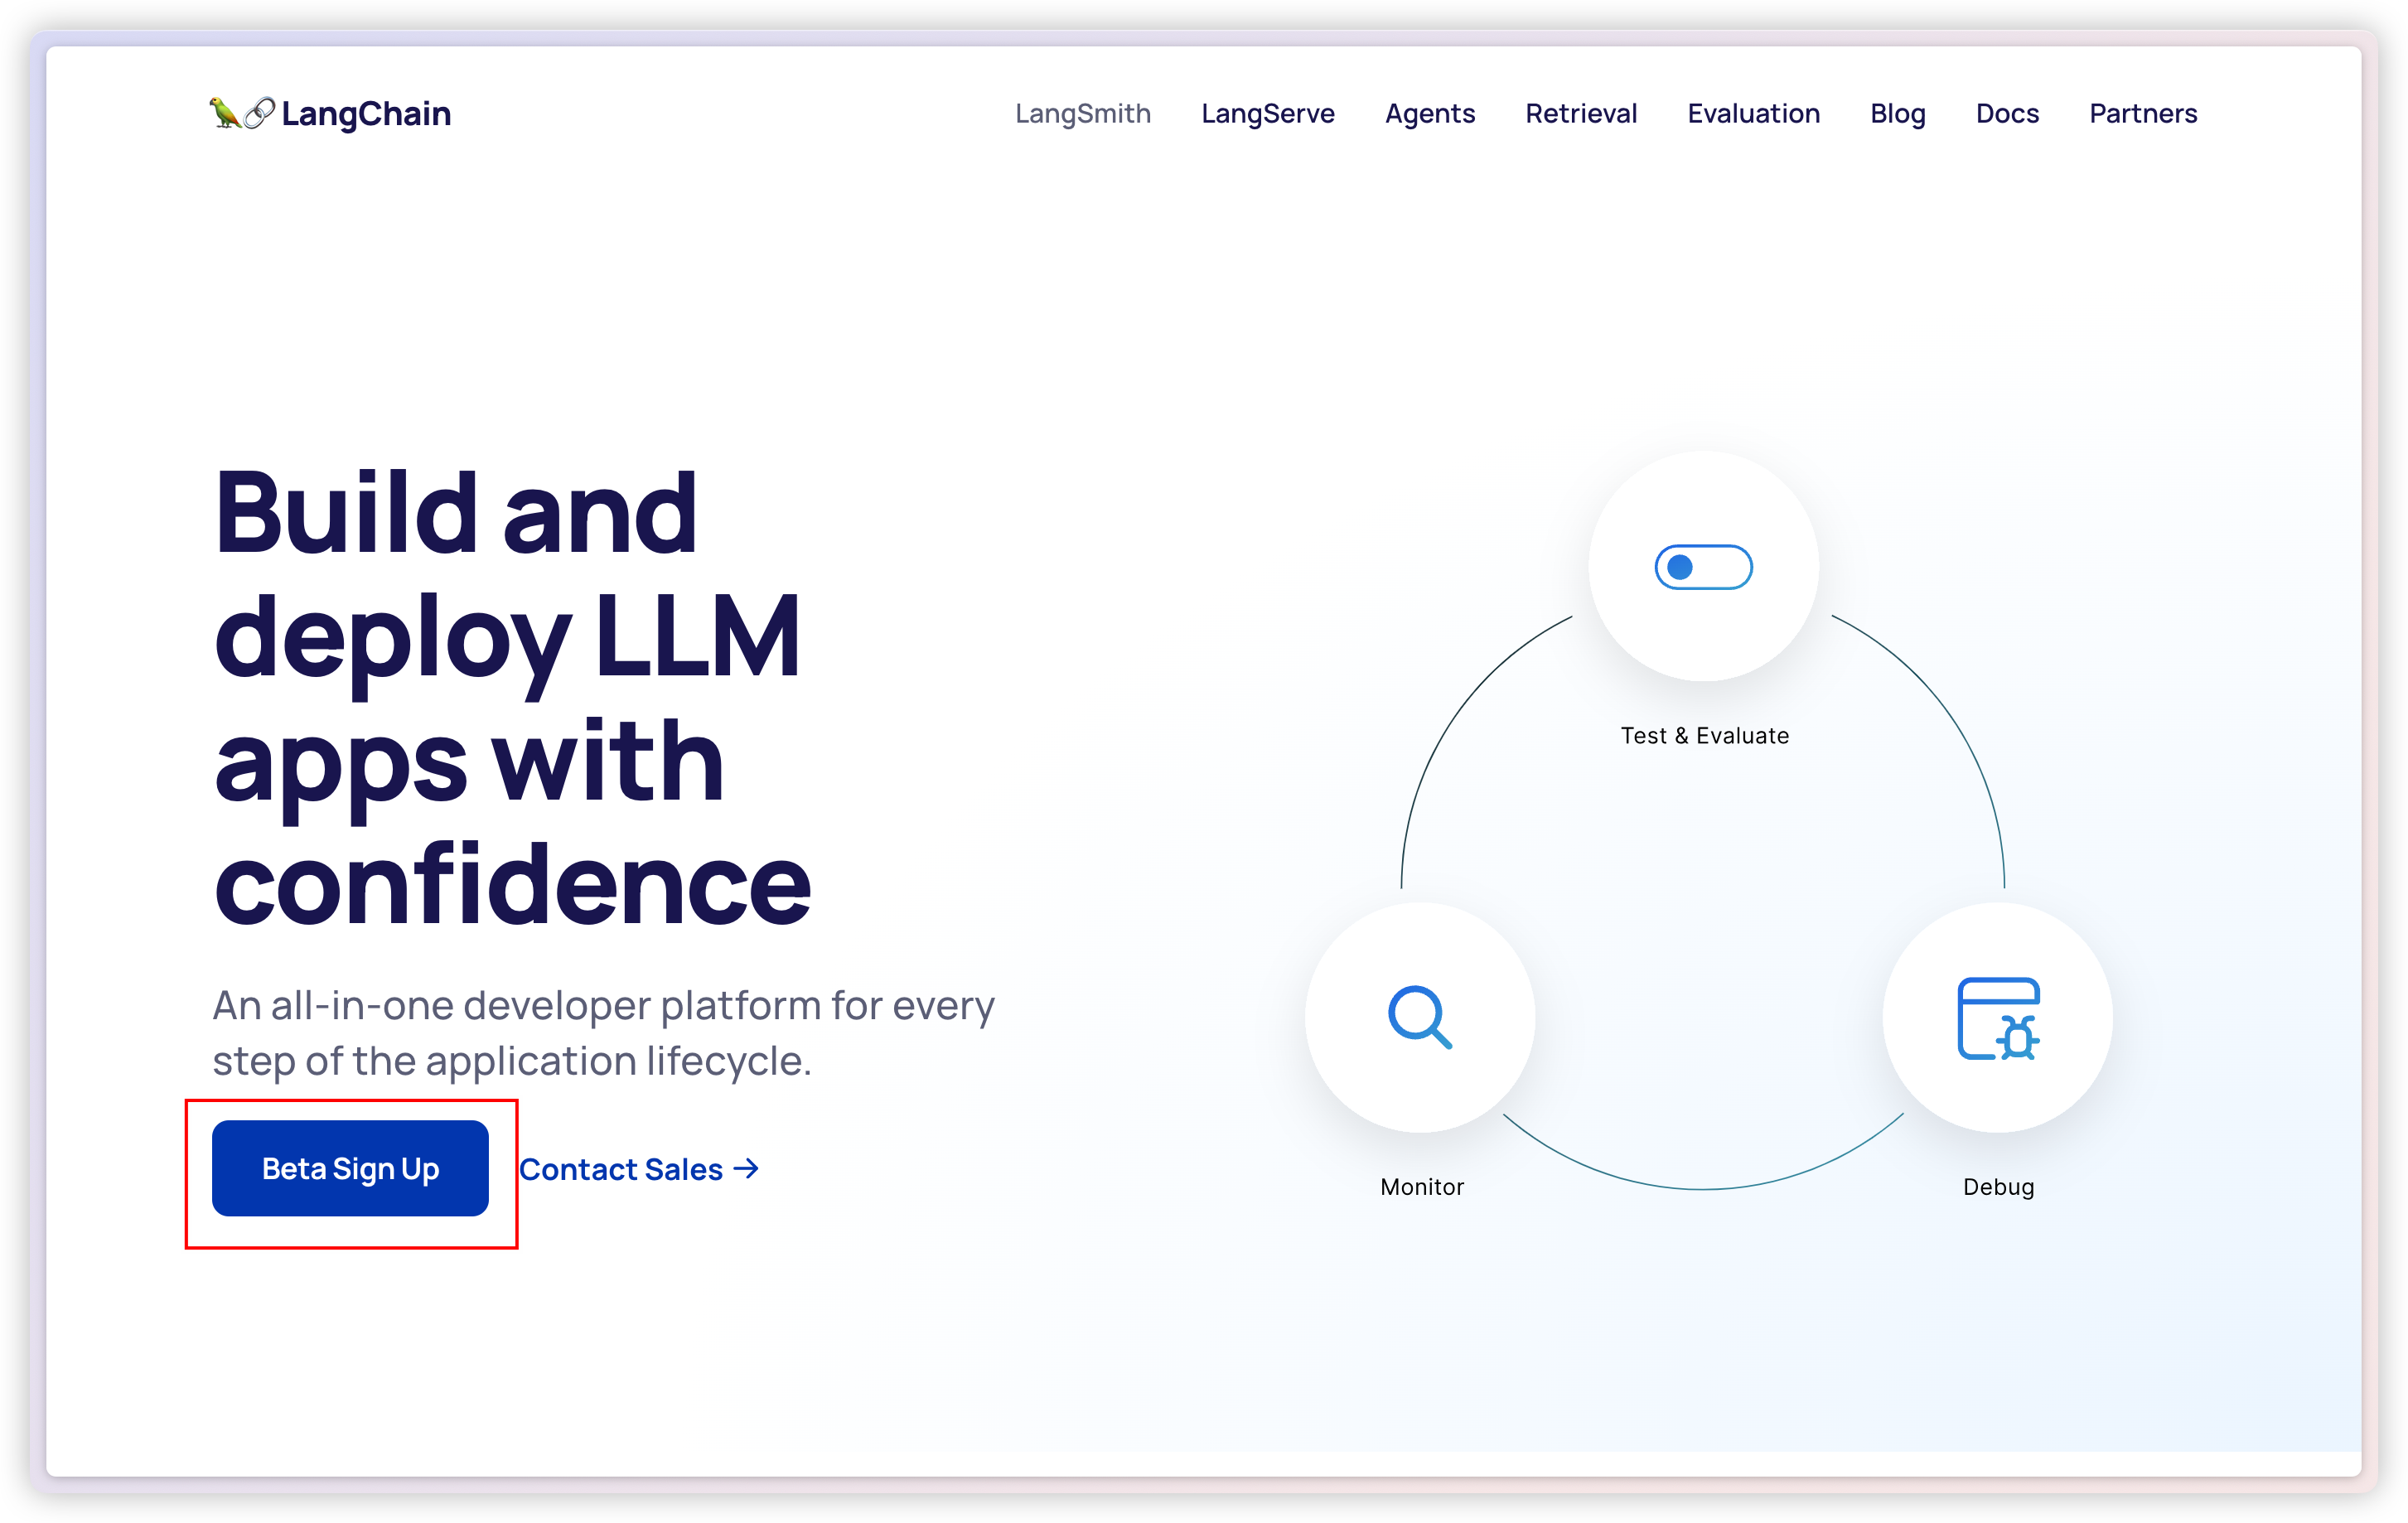 LangChain
LangSmith LangServe Agents Retrieval Evaluation Blog Docs Partners
Build and
deploy LLM
apps with
confidence
An all-in-one developer platform for every
step of the application lifecycle.
Beta Sign Up
Contact Sales →
Test & Evaluate
Monitor
Debug